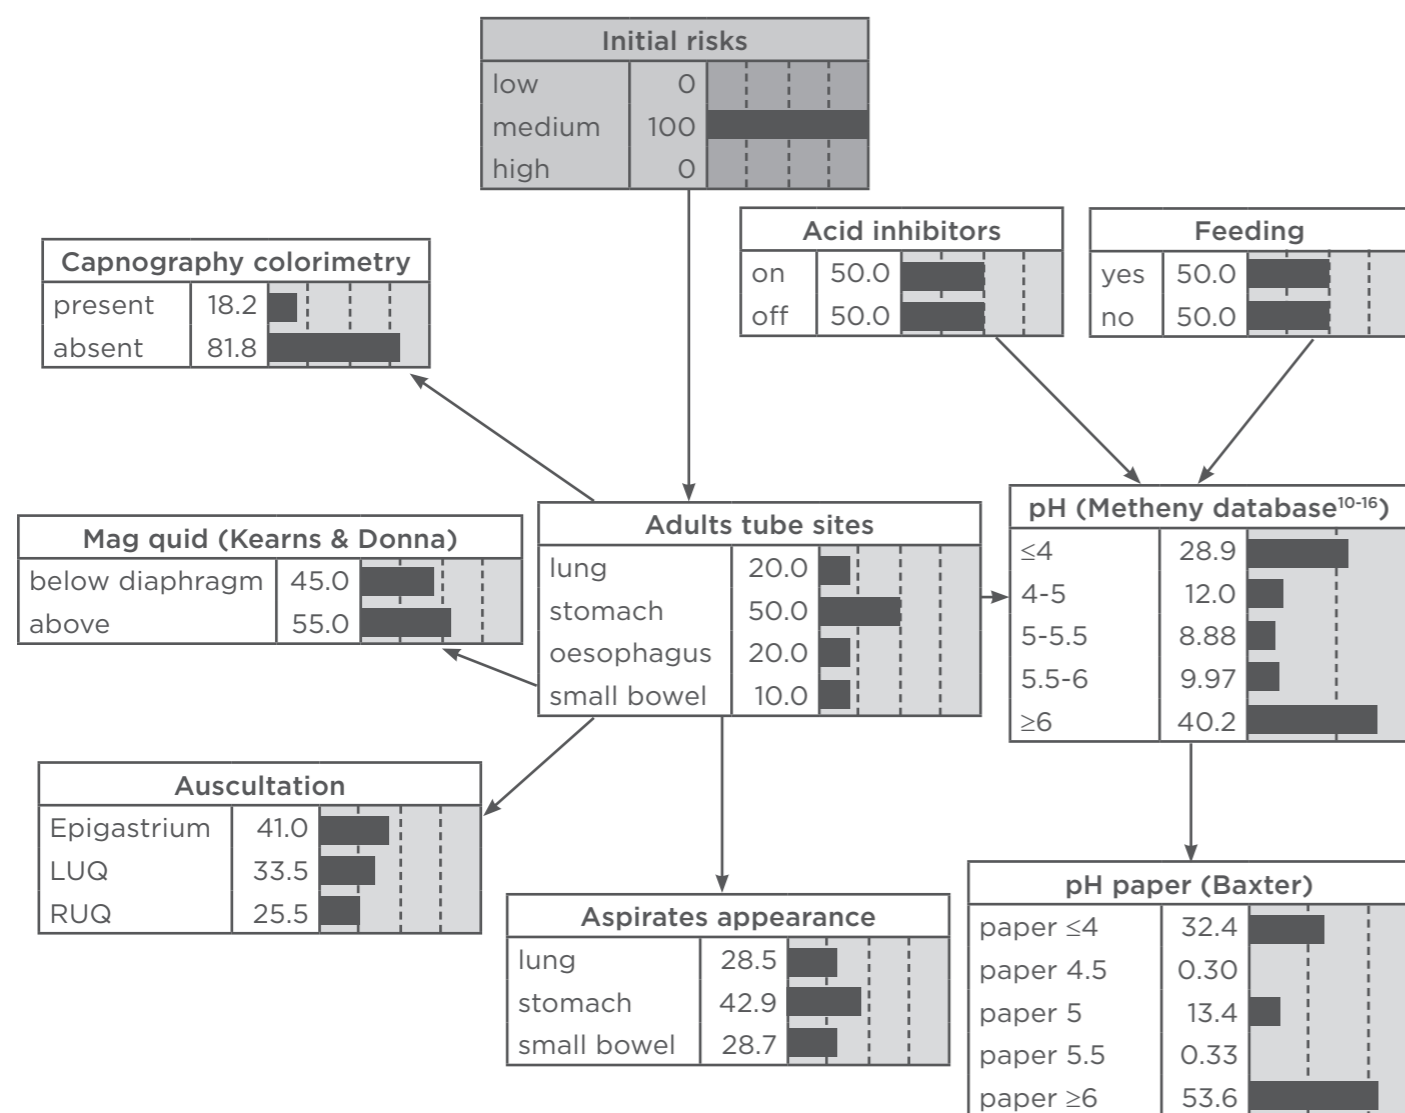 Initial risks
low 0
medium 100
high 0
Acid inhibitors
on 50.0
off 50.0
Feeding
yes 50.0
no 50.0
Capnography colorimetry
present 18.2
absent 81.8
Mag quid (Kearns & Donna)
below diaphragm 45.0
above 55.0
Adults tube sites
lung 20.0
stomach 50.0
oesophagus 20.0
small bowel 10.0
pH (Metheny database¹⁰⁻¹⁶)
≤4 28.9
4-5 12.0
5-5.5 8.88
5.5-6 9.97
≥6 40.2
Auscultation
Epigastrium 41.0
LUQ 33.5
RUQ 25.5
Aspirates appearance
lung 28.5
stomach 42.9
small bowel 28.7
pH paper (Baxter)
paper ≤4 32.4
paper 4.5 0.30
paper 5 13.4
paper 5.5 0.33
paper ≥6 53.6